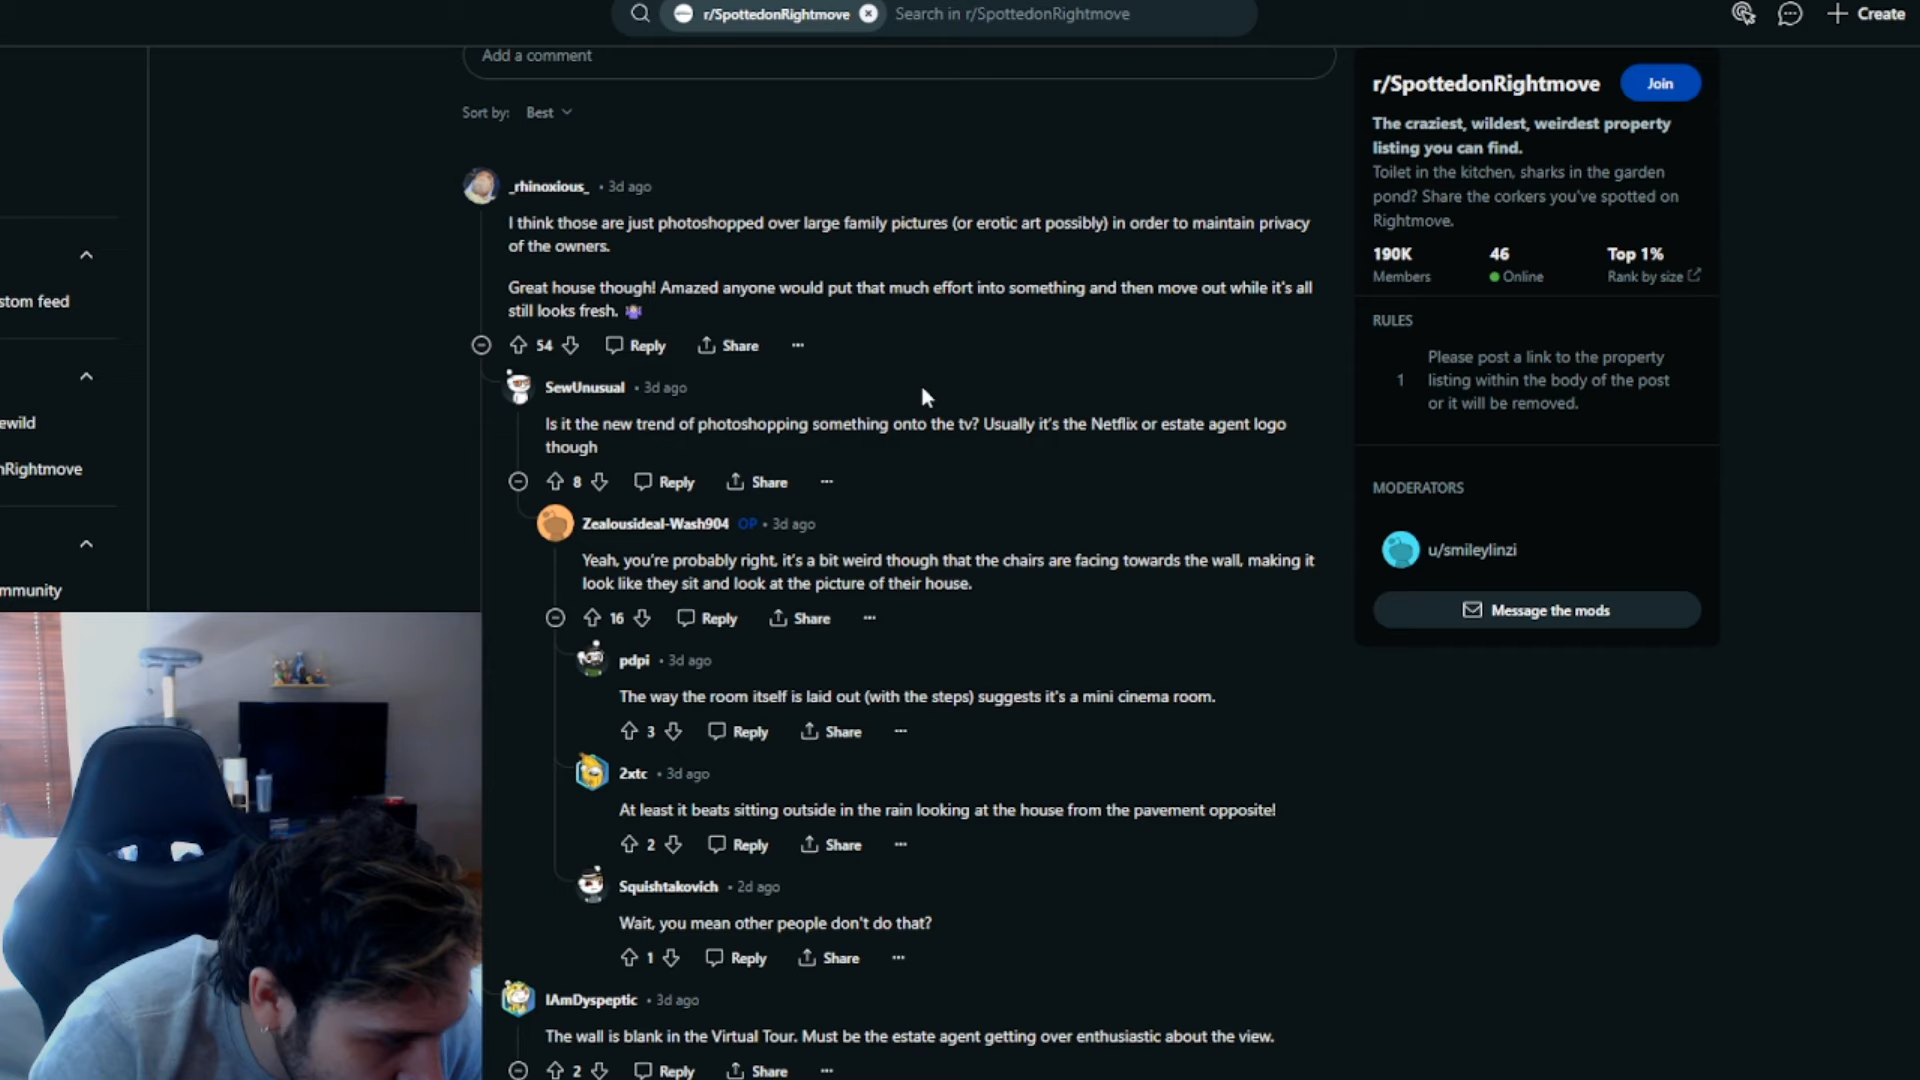 r/SpottedonRightmove
Search in r/SpottedonRightmove
Create
Add a comment
Sort by: Best
_rhinoxious_ • 3d ago
I think those are just photoshopped over large family pictures (or erotic art possibly) in order to maintain privacy
of the owners.
Great house though! Amazed anyone would put that much effort into something and then move out while it's all
still looks fresh. 🤷‍♀️
54 Reply Share ...
SewUnusual • 3d ago
Is it the new trend of photoshopping something onto the tv? Usually it's the Netflix or estate agent logo
though
8 Reply Share ...
Zealousideal-Wash904 OP • 3d ago
Yeah, you're probably right, it's a bit weird though that the chairs are facing towards the wall, making it
look like they sit and look at the picture of their house.
16 Reply Share ...
pdpi • 3d ago
The way the room itself is laid out (with the steps) suggests it's a mini cinema room.
3 Reply Share ...
2xtc • 3d ago
At least it beats sitting outside in the rain looking at the house from the pavement opposite!
2 Reply Share ...
Squishtakovich • 2d ago
Wait, you mean other people don't do that?
1 Reply Share ...
IAmDyspeptic • 3d ago
The wall is blank in the Virtual Tour. Must be the estate agent getting over enthusiastic about the view.
2 Reply Share ...
r/SpottedonRightmove
Join
The craziest, wildest, weirdest property
listing you can find.
Toilet in the kitchen, sharks in the garden
pond? Share the corkers you've spotted on
Rightmove.
190K 46 Top 1%
Members Online Rank by size
RULES
1 Please post a link to the property
listing within the body of the post
or it will be removed.
MODERATORS
u/smileylinzi
Message the mods
stom feed
ewild
nRightmove
mmunity